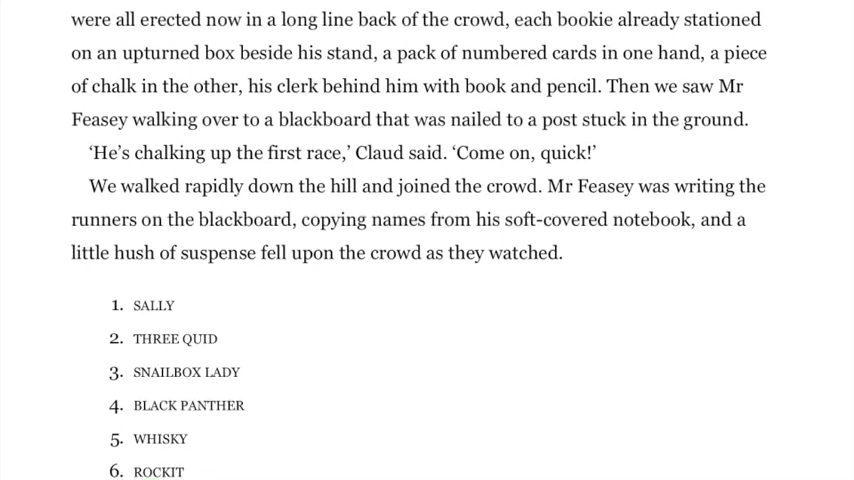 were all erected now in a long line back of the crowd, each bookie already stationed
on an upturned box beside his stand, a pack of numbered cards in one hand, a piece
of chalk in the other, his clerk behind him with book and pencil. Then we saw Mr
Feasey walking over to a blackboard that was nailed to a post stuck in the ground.
‘He’s chalking up the first race,’ Claud said. ‘Come on, quick!’
We walked rapidly down the hill and joined the crowd. Mr Feasey was writing the
runners on the blackboard, copying names from his soft-covered notebook, and a
little hush of suspense fell upon the crowd as they watched.
1. SALLY
2. THREE QUID
3. SNAILBOX LADY
4. BLACK PANTHER
5. WHISKY
6. ROCKIT